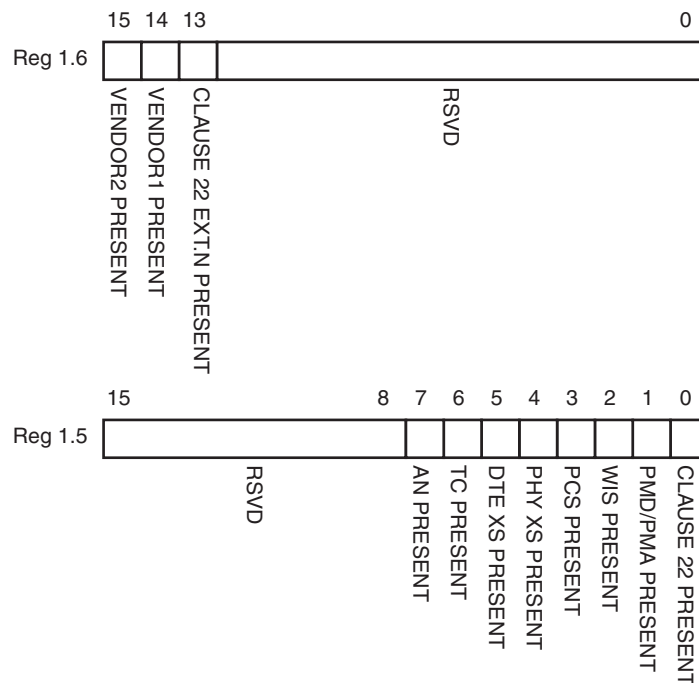 15 14 13 0
Reg 1.6
VENDOR2 PRESENT
VENDOR1 PRESENT
CLAUSE 22 EXT.N PRESENT
RSVD
15 8 7 6 5 4 3 2 1 0
Reg 1.5
RSVD
AN PRESENT
TC PRESENT
DTE XS PRESENT
PHY XS PRESENT
PCS PRESENT
WIS PRESENT
PMD/PMA PRESENT
CLAUSE 22 PRESENT